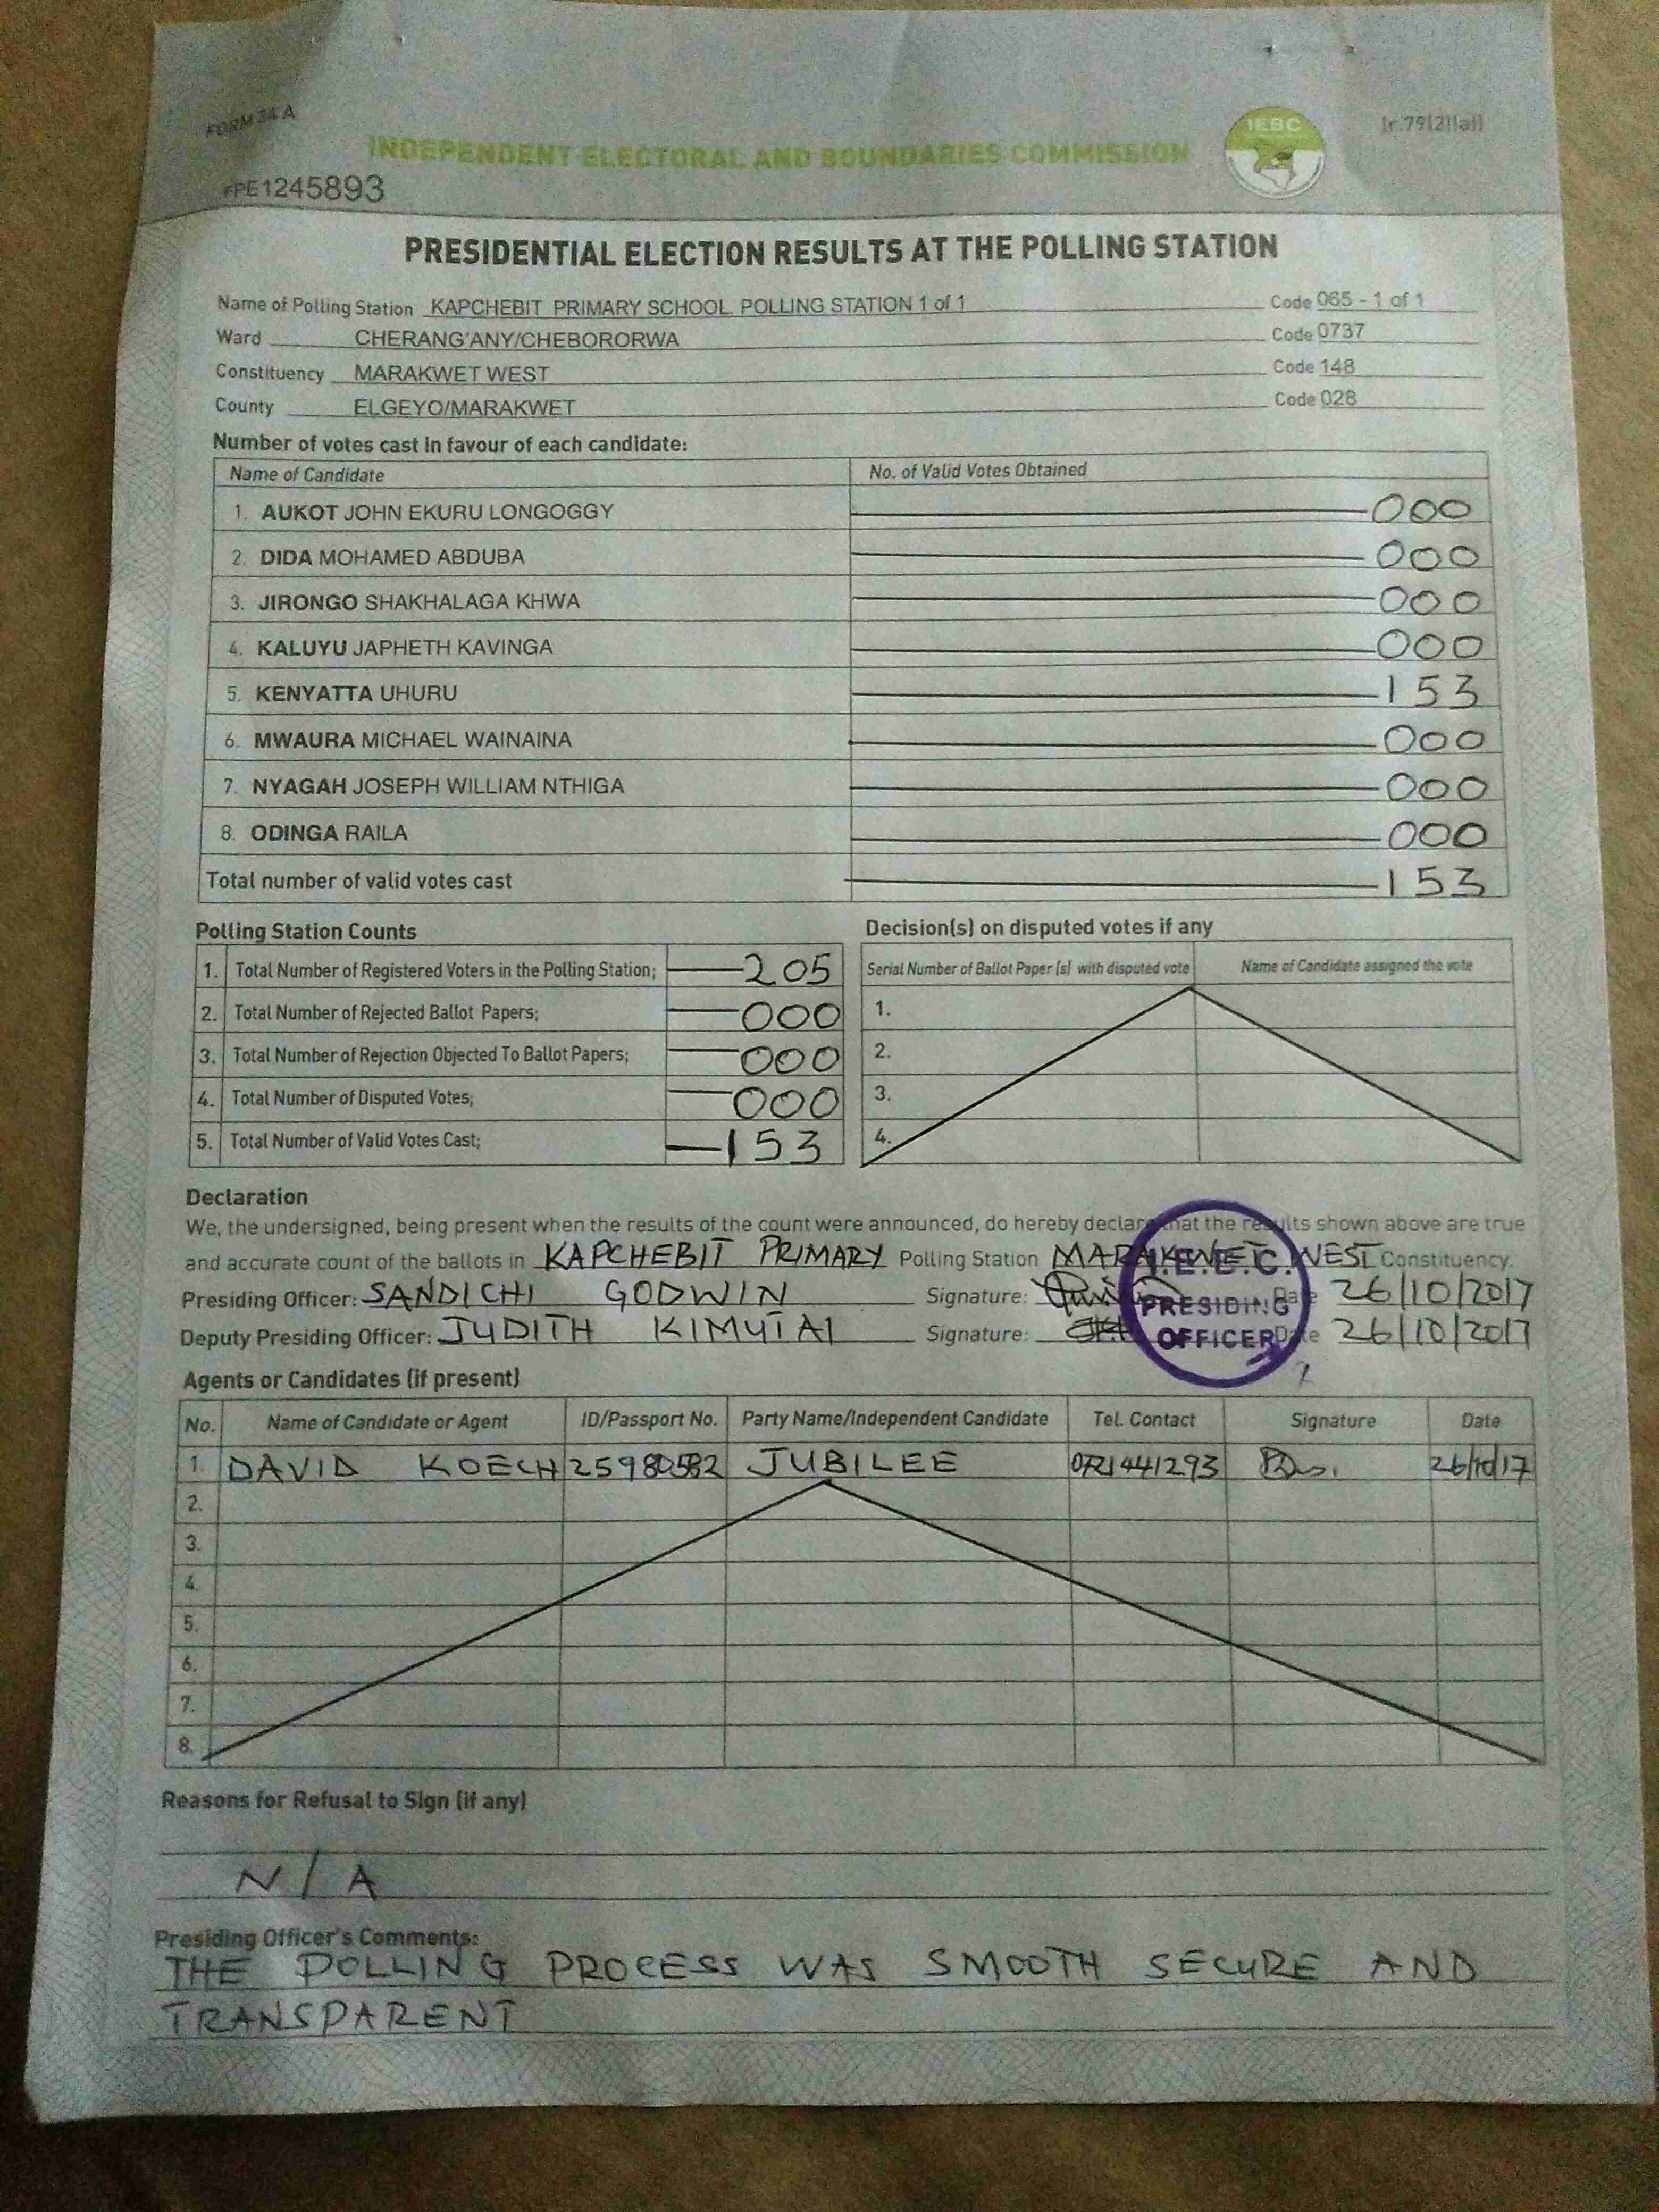 FORM 34 A
IEBC
(r.79(2)(a))
INDEPENDENT ELECTORAL AND BOUNDARIES COMMISSION
#PE1245893
PRESIDENTIAL ELECTION RESULTS AT THE POLLING STATION
Name of Polling Station KAPCHEBIT PRIMARY SCHOOL POLLING STATION 1 of 1 Code 065 - 1 of 1
Ward CHERANG'ANY/CHEBORORWA Code 0737
Constituency MARAKWET WEST Code 148
County ELGEYO/MARAKWET Code 028
Number of votes cast in favour of each candidate:
Name of Candidate No. of Valid Votes Obtained
1. AUKOT JOHN EKURU LONGOGGY 000
2. DIDA MOHAMED ABDUBA 000
3. JIRONGO SHAKHALAGA KHWA 000
4. KALUYU JAPHETH KAVINGA 000
5. KENYATTA UHURU 153
6. MWAURA MICHAEL WAINAINA 000
7. NYAGAH JOSEPH WILLIAM NTHIGA 000
8. ODINGA RAILA 000
Total number of valid votes cast 153
Polling Station Counts
1. Total Number of Registered Voters in the Polling Station; 205
2. Total Number of Rejected Ballot Papers; 000
3. Total Number of Rejection Objected To Ballot Papers; 000
4. Total Number of Disputed Votes; 000
5. Total Number of Valid Votes Cast; 153
Decision(s) on disputed votes if any
Serial Number of Ballot Paper (s) with disputed vote Name of Candidate assigned the vote
1.
2.
3.
4.
Declaration
We, the undersigned, being present when the results of the count were announced, do hereby declare that the results shown above are true
and accurate count of the ballots in KAPCHEBIT PRIMARY Polling Station MARAKWET WEST Constituency.
Presiding Officer: SANDICHI GODWIN Signature: Date 26/10/2017
Deputy Presiding Officer: JUDITH KIMUTAI Signature: Date 26/10/2017
I.E.B.C.
PRESIDING
OFFICER
Agents or Candidates (if present)
No. Name of Candidate or Agent ID/Passport No. Party Name/Independent Candidate Tel. Contact Signature Date
1. DAVID KOECH JUBILEE 0721441293 26/10/17
2.
3.
4.
5.
6.
7.
8.
Reasons for Refusal to Sign (if any)
N/A
Presiding Officer's Comments:
THE POLLING PROCESS WAS SMOOTH SECURE AND
TRANSPARENT